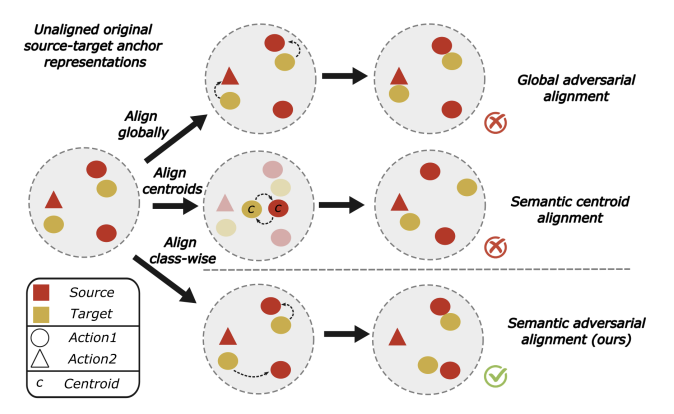 Unaligned original
source-target anchor
representations
Align
globally
Global adversarial
alignment
Align
centroids
C
C
Semantic centroid
alignment
Align
class-wise
Source
Target
Action1
Action2
C Centroid
Semantic adversarial
alignment (ours)